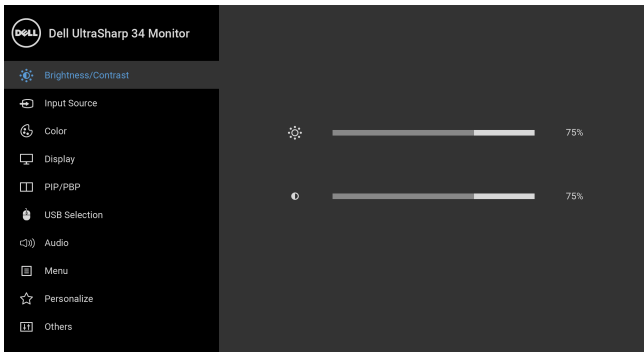 DELL
Dell UltraSharp 34 Monitor
Brightness/Contrast
Input Source
Color
Display
PIP/PBP
USB Selection
Audio
Menu
Personalize
Others
75%
75%